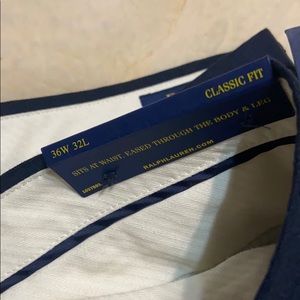 CLASSIC FIT
36W 32L
SITS AT WAIST, EASED THROUGH THE BODY & LEG
RALPHLAUREN.COM